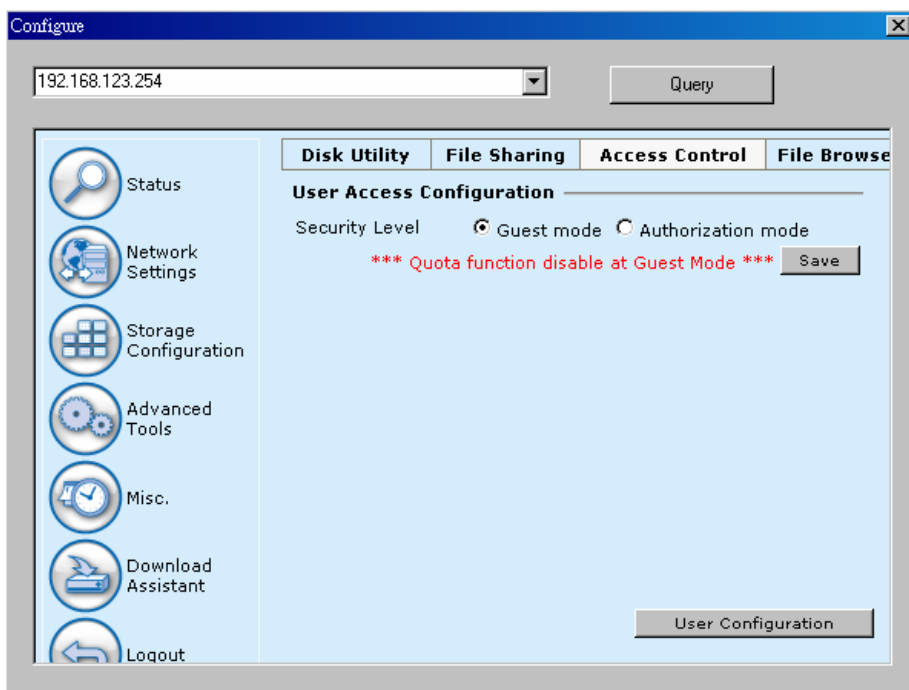 Configure
192.168.123.254
Query
Disk Utility
File Sharing
Access Control
File Browse
User Access Configuration
Security Level
Guest mode
Authorization mode
*** Quota function disable at Guest Mode ***
Save
Status
Network
Settings
Storage
Configuration
Advanced
Tools
Misc.
Download
Assistant
Logout
User Configuration